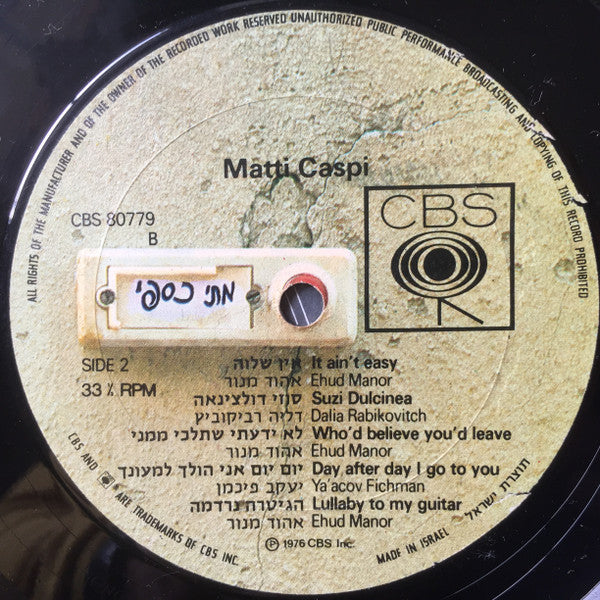 ALL RIGHTS OF THE MANUFACTURER AND OF THE OWNER OF THE RECORDED WORK RESERVED UNAUTHORIZED PUBLIC PERFORMANCE BROADCASTING AND COPYING OF THIS RECORD PROHIBITED
Matti Caspi
CBS 80779
B
CBS
מתי כספי
SIDE 2
33 ⅓ RPM
אין שלוה It ain't easy
אהוד מנור Ehud Manor
סוזי דולצינאה Suzi Dulcinea
דליה רביקוביץ Dalia Rabikovitch
לא ידעתי שתלכי ממני Who'd believe you'd leave
אהוד מנור Ehud Manor
יום יום אני הולך למעונך Day after day I go to you
יעקב פיכמן Ya'acov Fichman
הגיטרה נרדמה Lullaby to my guitar
אהוד מנור Ehud Manor
℗ 1976 CBS Inc.
CBS AND ARE TRADEMARKS OF CBS INC.
MADE IN ISRAEL תוצרת ישראל